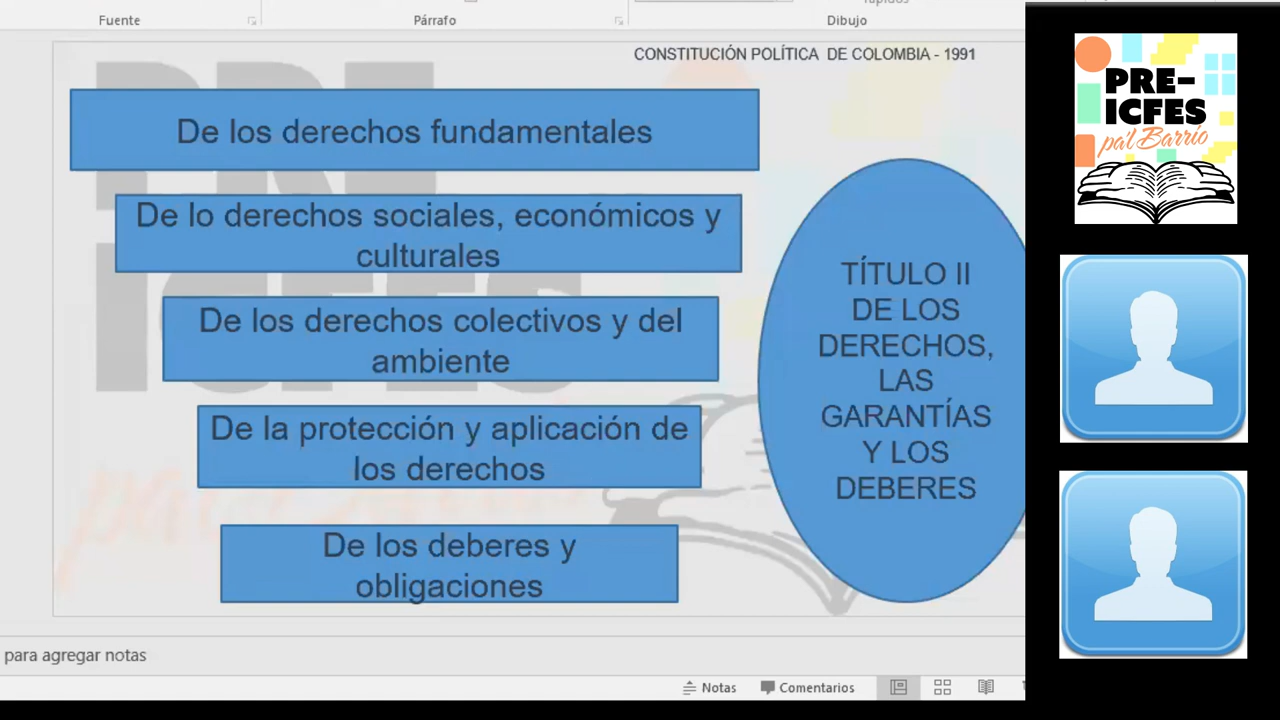 Fuente
Párrafo
Dibujo
CONSTITUCIÓN POLÍTICA DE COLOMBIA - 1991
De los derechos fundamentales
De lo derechos sociales, económicos y
culturales
De los derechos colectivos y del
ambiente
De la protección y aplicación de
los derechos
De los deberes y
obligaciones
TÍTULO II
DE LOS
DERECHOS,
LAS
GARANTÍAS
Y LOS
DEBERES
para agregar notas
Notas
Comentarios
PRE-
ICFES
pa'l Barrio